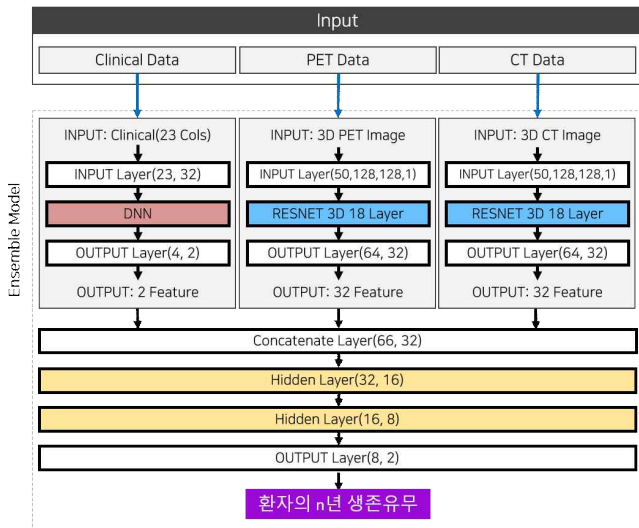 Input
Clinical Data
PET Data
CT Data
Ensemble Model
INPUT: Clinical(23 Cols)
INPUT Layer(23, 32)
DNN
OUTPUT Layer(4, 2)
OUTPUT: 2 Feature
INPUT: 3D PET Image
INPUT Layer(50,128,128,1)
RESNET 3D 18 Layer
OUTPUT Layer(64, 32)
OUTPUT: 32 Feature
INPUT: 3D CT Image
INPUT Layer(50,128,128,1)
RESNET 3D 18 Layer
OUTPUT Layer(64, 32)
OUTPUT: 32 Feature
Concatenate Layer(66, 32)
Hidden Layer(32, 16)
Hidden Layer(16, 8)
OUTPUT Layer(8, 2)
환자의 n년 생존유무